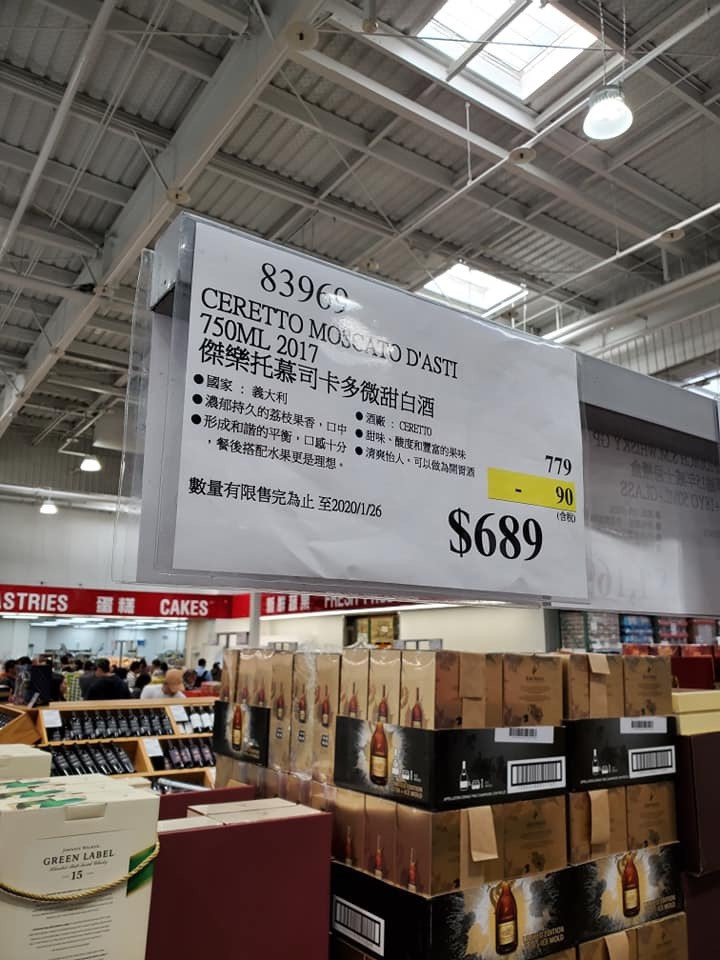 83969
CERETTO MOSCATO D'ASTI
750ML 2017
傑樂托慕司卡多微甜白酒
●國家 : 義大利
●濃郁持久的荔枝果香,口中
●形成和諧的平衡,口感十分
,餐後搭配水果更是理想。
●酒廠 : CERETTO
●甜味、酸度和豐富的果味
●清爽怡人。可以做為開胃酒
779
- 90
(含稅)
$689
數量有限售完為止 至2020/1/26
STRIES 蛋糕 CAKES
GREEN LABEL
15